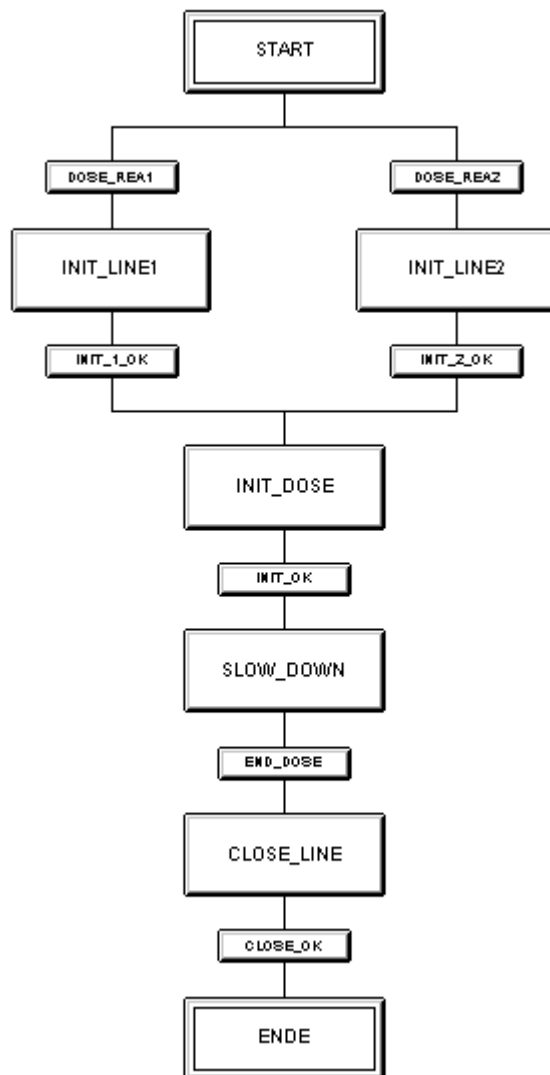 START
DOSE_REA1
DOSE_REA2
INIT_LINE1
INIT_LINE2
INIT_1_OK
INIT_2_OK
INIT_DOSE
INIT_OK
SLOW_DOWN
END_DOSE
CLOSE_LINE
CLOSE_OK
ENDE